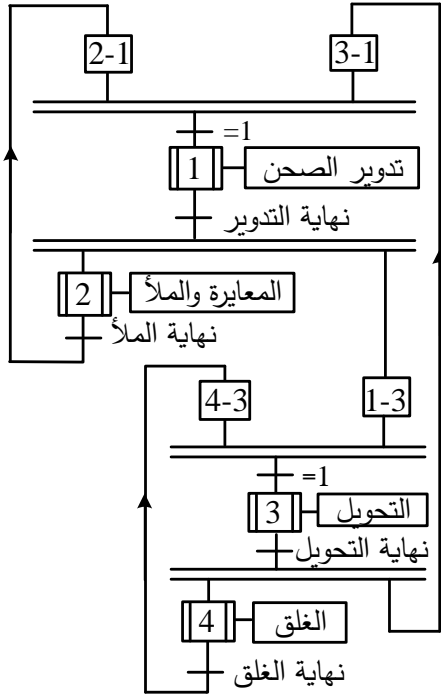 2-1 3-1
=1
1 تدوير الصحن
نهاية التدوير
2 المعايرة والملأ
نهاية الملأ
4-3 1-3
=1
3 التحويل
نهاية التحويل
4 الغلق
نهاية الغلق